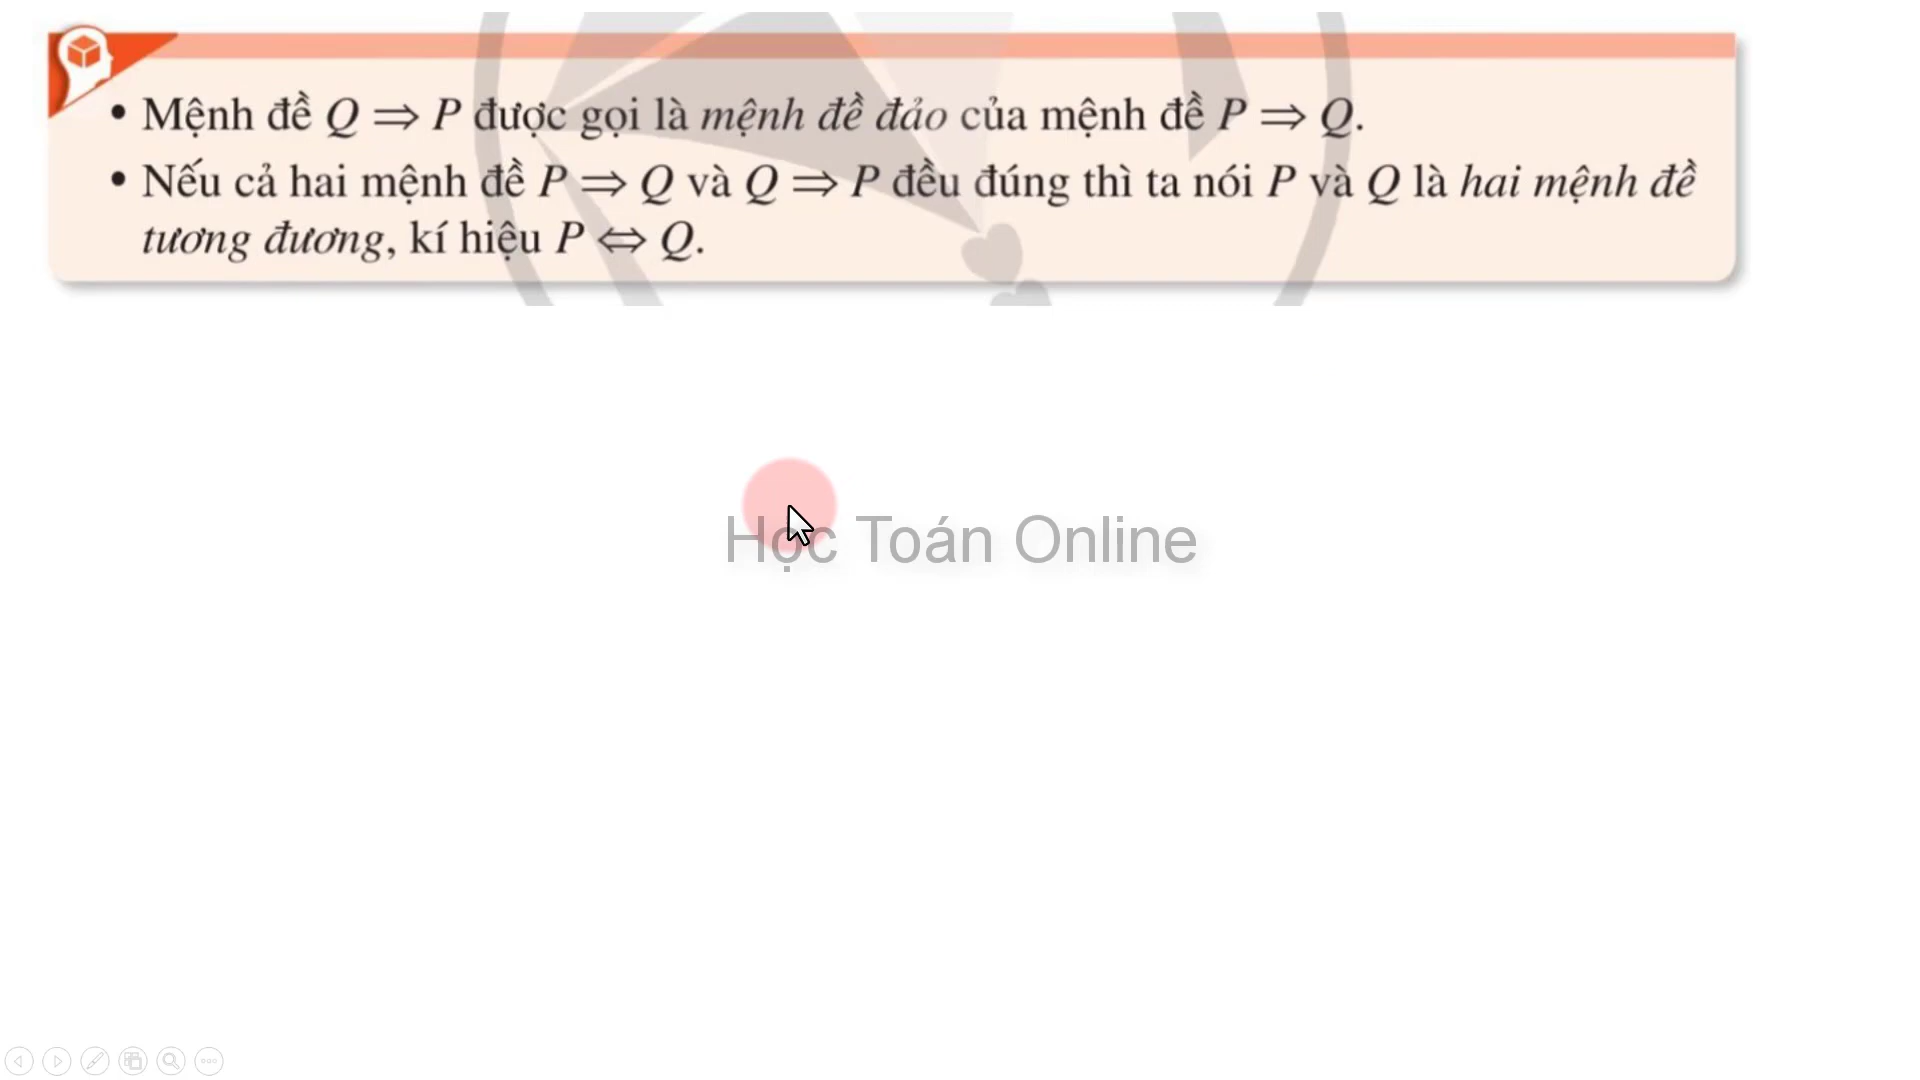 • Mệnh đề Q ⇒ P được gọi là mệnh đề đảo của mệnh đề P ⇒ Q.
• Nếu cả hai mệnh đề P ⇒ Q và Q ⇒ P đều đúng thì ta nói P và Q là hai mệnh đề
tương đương, kí hiệu P ⇔ Q.
Học Toán Online